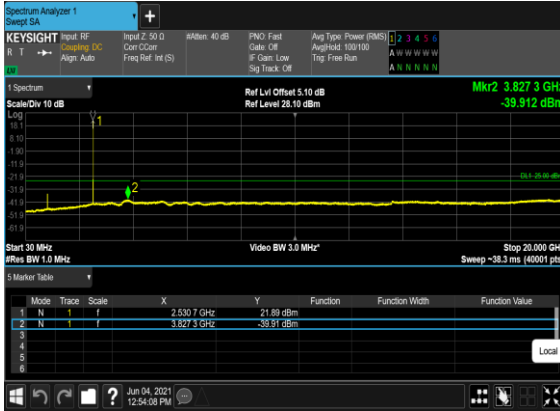 Spectrum Analyzer 1
Swept SA
+
KEYSIGHT Input: RF Input Z: 50 Ω #Atten: 40 dB PNO: Fast Avg Type: Power (RMS) 1 2 3 4 5 6
R T Coupling: DC Corr CCorr Gate: Off Avg|Hold: 100/100 A W W W W W
Align: Auto Freq Ref: Int (S) IF Gain: Low Trig: Free Run
Sig Track: Off A N N N N N
1 Spectrum
Ref Lvl Offset 5.10 dB Mkr2 3.827 3 GHz
Scale/Div 10 dB Ref Level 28.10 dBm -39.912 dBm
Log
18.1
8.10
-1.90
-11.9
-21.9
-31.9
-41.9
-51.9
-61.9
1
2
DL1 -25.00 dBm
Start 30 MHz Video BW 3.0 MHz* Stop 20.000 GH
#Res BW 1.0 MHz Sweep ~38.3 ms (40001 pts
5 Marker Table
Mode Trace Scale X Y Function Function Width Function Value
1 N 1 f 2.530 7 GHz 21.89 dBm
2 N 1 f 3.827 3 GHz -39.91 dBm
3
4
5
6
Local
?
Jun 04, 2021
12:54:08 PM